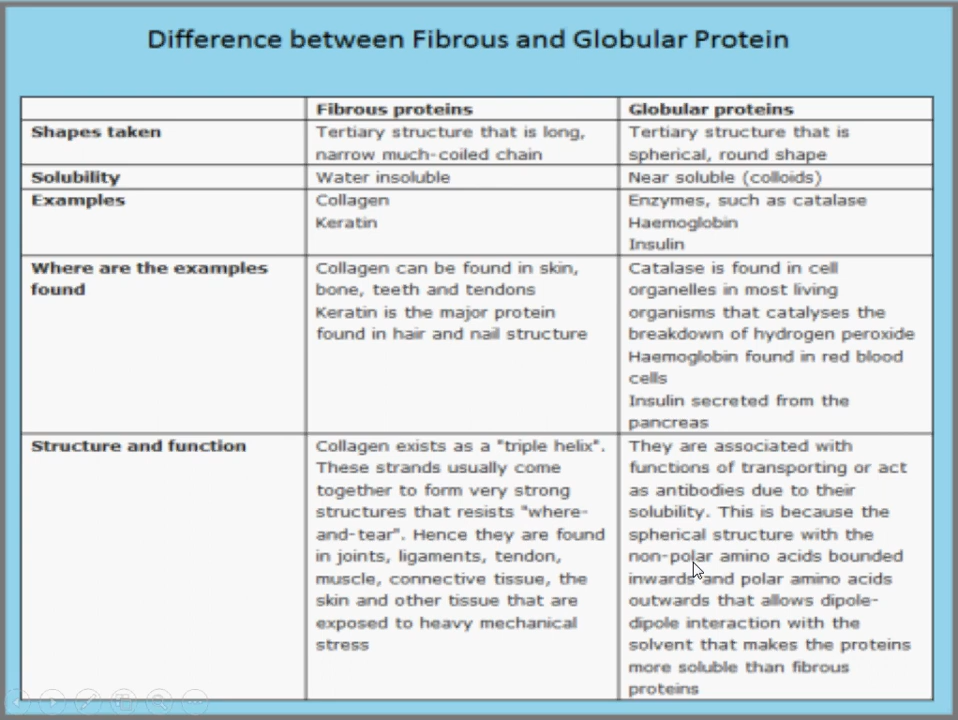 Difference between Fibrous and Globular Protein
Fibrous proteins
Globular proteins
Shapes taken
Tertiary structure that is long,
narrow much-coiled chain
Tertiary structure that is
spherical, round shape
Solubility
Water insoluble
Near soluble (colloids)
Examples
Collagen
Keratin
Enzymes, such as catalase
Haemoglobin
Insulin
Where are the examples
found
Collagen can be found in skin,
bone, teeth and tendons
Keratin is the major protein
found in hair and nail structure
Catalase is found in cell
organelles in most living
organisms that catalyses the
breakdown of hydrogen peroxide
Haemoglobin found in red blood
cells
Insulin secreted from the
pancreas
Structure and function
Collagen exists as a "triple helix".
These strands usually come
together to form very strong
structures that resists "where-
and-tear". Hence they are found
in joints, ligaments, tendon,
muscle, connective tissue, the
skin and other tissue that are
exposed to heavy mechanical
stress
They are associated with
functions of transporting or act
as antibodies due to their
solubility. This is because the
spherical structure with the
non-polar amino acids bounded
inwards and polar amino acids
outwards that allows dipole-
dipole interaction with the
solvent that makes the proteins
more soluble than fibrous
proteins